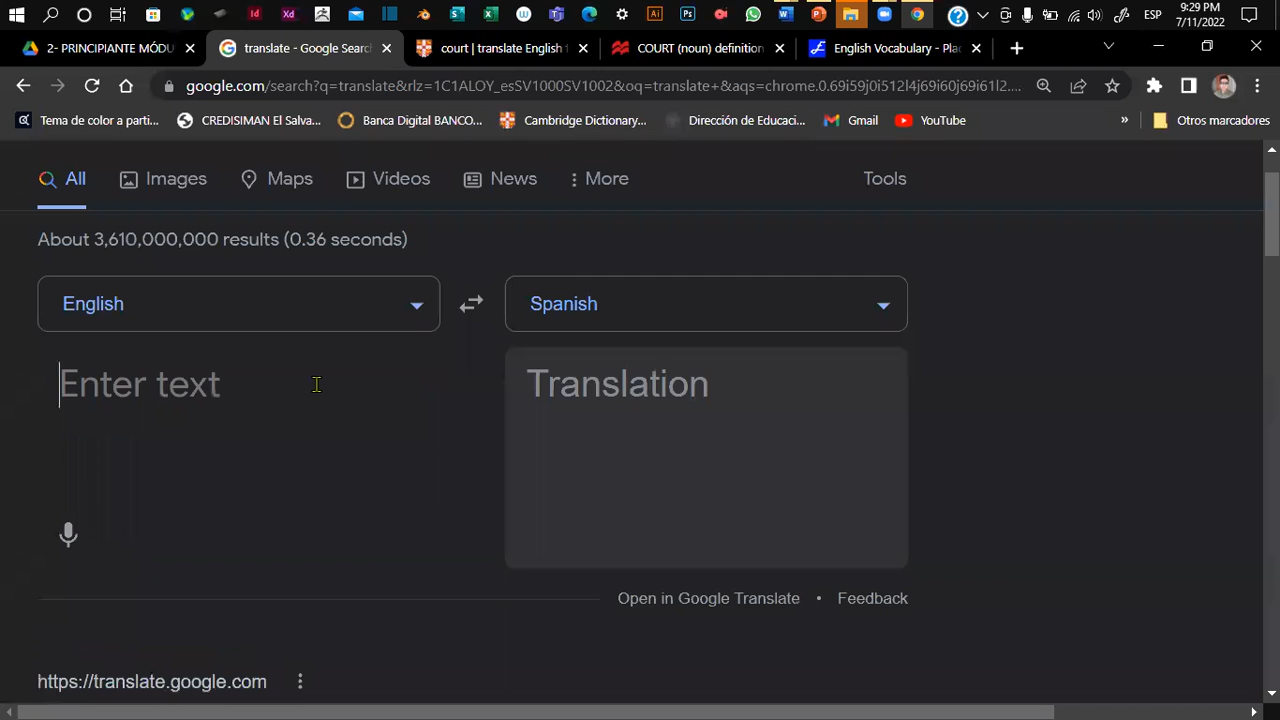 Id
Xd
ESP
9:29 PM
7/11/2022
2- PRINCIPIANTE MÓDU
translate - Google Search
court | translate English t
COURT (noun) definition
English Vocabulary - Plac
google.com/search?q=translate&rlz=1C1ALOY_esSV1000SV1002&oq=translate+&aqs=chrome.0.69i59j0i512l4j69i60j69i61l2....
Tema de color a parti...
CREDISIMAN El Salva...
Banca Digital BANCO...
Cambridge Dictionary...
Dirección de Educaci...
Gmail
YouTube
»
Otros marcadores
All
Images
Maps
Videos
News
More
Tools
About 3,610,000,000 results (0.36 seconds)
English
Spanish
Enter text
Translation
Open in Google Translate • Feedback
https://translate.google.com